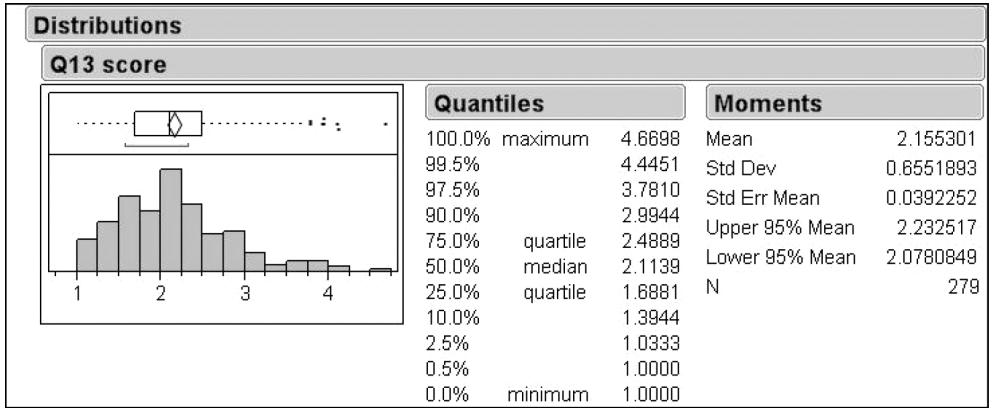 Distributions
Q13 score
1 2 3 4
Quantiles
100.0% maximum 4.6698
99.5% 4.4451
97.5% 3.7810
90.0% 2.9944
75.0% quartile 2.4889
50.0% median 2.1139
25.0% quartile 1.6881
10.0% 1.3944
2.5% 1.0333
0.5% 1.0000
0.0% minimum 1.0000
Moments
Mean 2.155301
Std Dev 0.6551893
Std Err Mean 0.0392252
Upper 95% Mean 2.232517
Lower 95% Mean 2.0780849
N 279